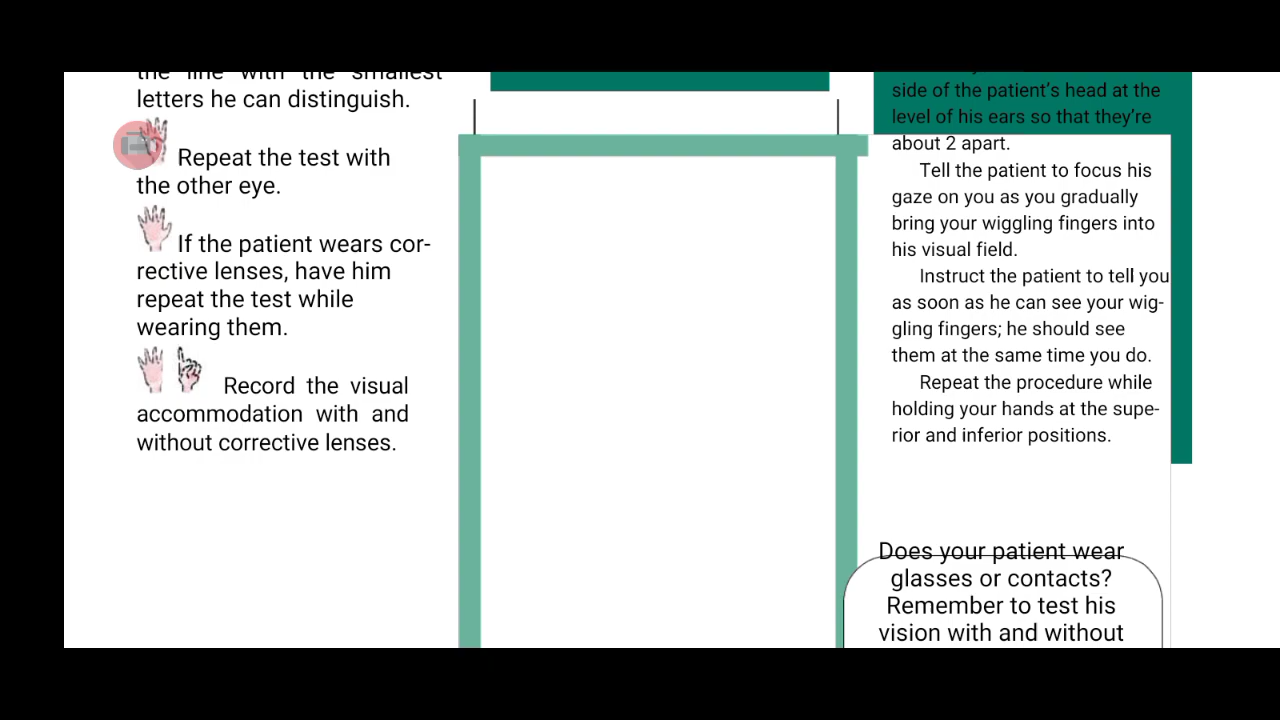 the line with the smallest
letters he can distinguish.
Repeat the test with
the other eye.
If the patient wears cor-
rective lenses, have him
repeat the test while
wearing them.
Record the visual
accommodation with and
without corrective lenses.
side of the patient's head at the
level of his ears so that they're
about 2 apart.
Tell the patient to focus his
gaze on you as you gradually
bring your wiggling fingers into
his visual field.
Instruct the patient to tell you
as soon as he can see your wig-
gling fingers; he should see
them at the same time you do.
Repeat the procedure while
holding your hands at the supe-
rior and inferior positions.
Does your patient wear
glasses or contacts?
Remember to test his
vision with and without